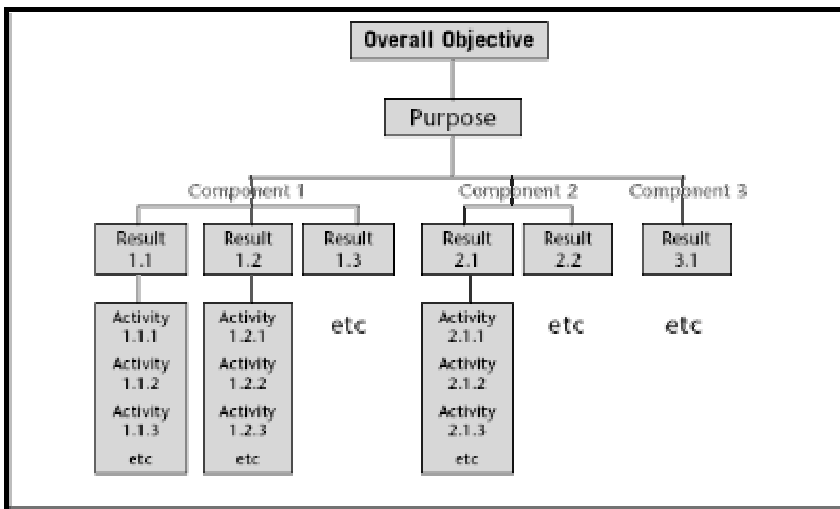 Overall Objective
Purpose
Component 1
Component 2
Component 3
Result
1.1
Result
1.2
Result
1.3
Result
2.1
Result
2.2
Result
3.1
Activity
1.1.1
Activity
1.1.2
Activity
1.1.3
etc
Activity
1.2.1
Activity
1.2.2
Activity
1.2.3
etc
etc
Activity
2.1.1
Activity
2.1.2
Activity
2.1.3
etc
etc
etc